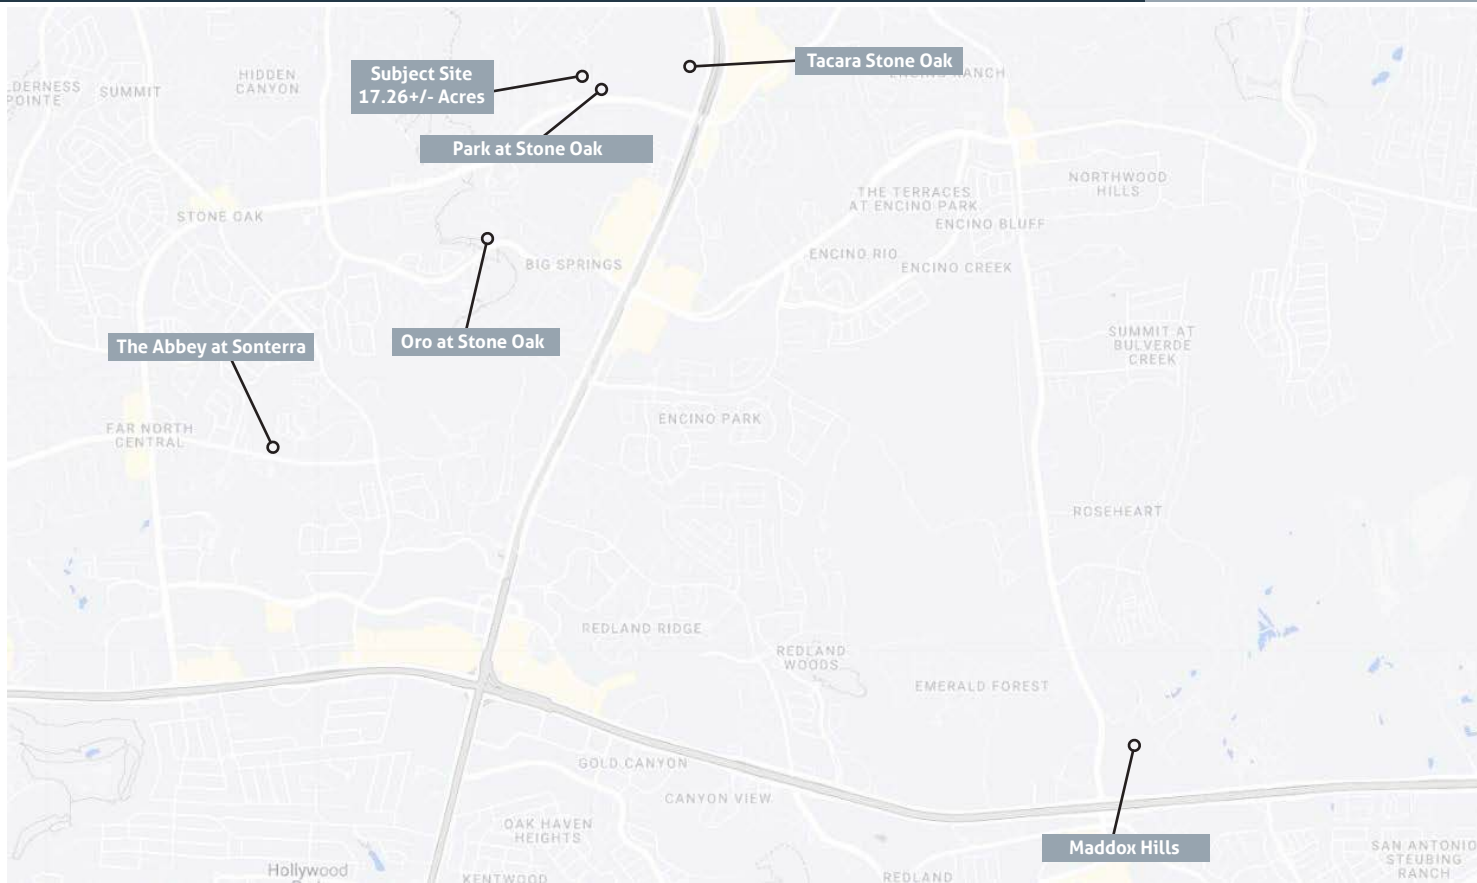 Tacara Stone Oak
Subject Site
17.26+/- Acres
Park at Stone Oak
HIDDEN
CANYON
SUMMIT
POINTE
STONE OAK
THE TERRACES
AT ENCINO PARK
NORTHWOOD
HILLS
ENCINO BLUFF
ENCINO RIO
ENCINO CREEK
BIG SPRINGS
Oro at Stone Oak
The Abbey at Sonterra
SUMMIT AT
BULVERDE
CREEK
FAR NORTH
CENTRAL
ENCINO PARK
ROSEHEART
REDLAND RIDGE
REDLAND
WOODS
EMERALD FOREST
GOLD CANYON
CANYON VIEW
OAK HAVEN
HEIGHTS
Maddox Hills
SAN ANTONIO
STEUBING
RANCH
Hollywood
KENTWOOD
REDLAND